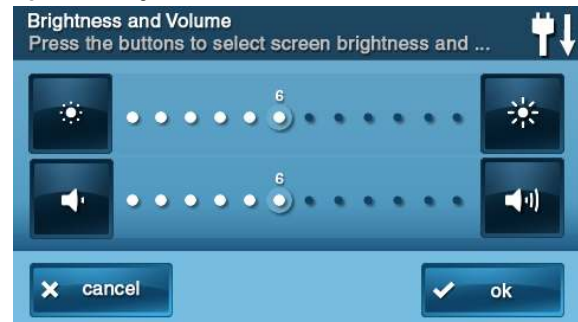 Brightness and Volume
Press the buttons to select screen brightness and ...
6
6
cancel
ok